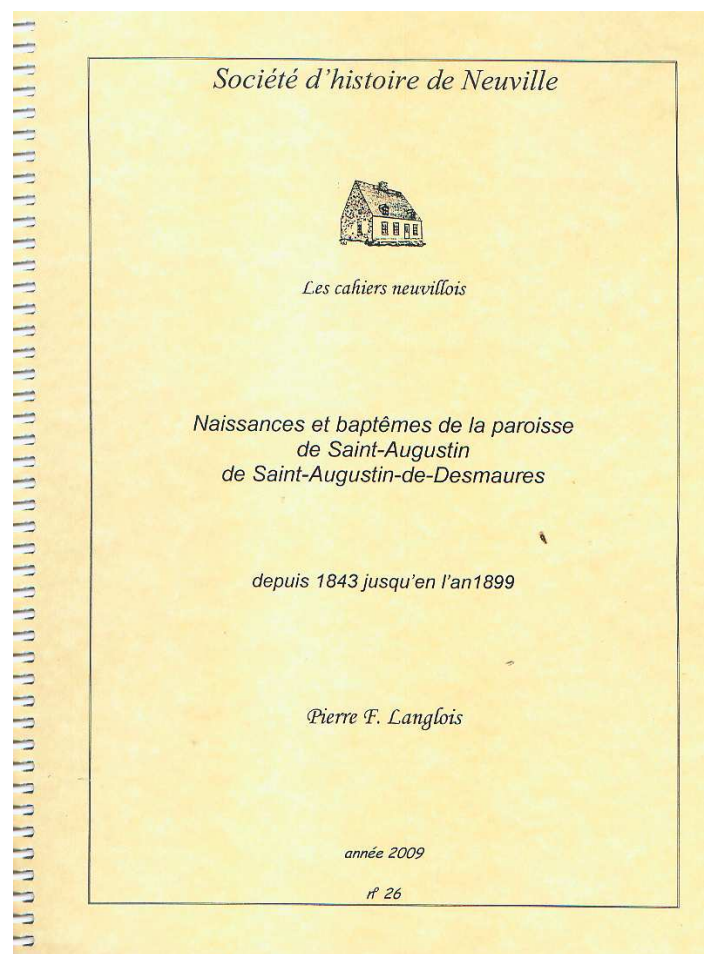 Société d'histoire de Neuville
Les cahiers neuvillois
Naissances et baptêmes de la paroisse
de Saint-Augustin
de Saint-Augustin-de-Desmaures
depuis 1843 jusqu'en l'an1899
Pierre F. Langlois
année 2009
nº 26